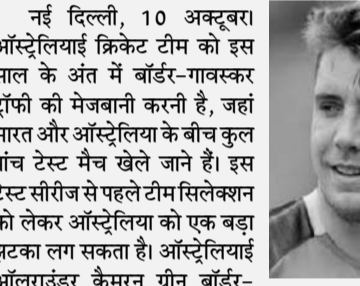 नई दिल्ली, 10 अक्टूबर।
ऑस्ट्रेलियाई क्रिकेट टीम को इस
साल के अंत में बॉर्डर-गावस्कर
ट्रॉफी की मेजबानी करनी है, जहां
भारत और ऑस्ट्रेलिया के बीच कुल
पांच टेस्ट मैच खेले जाने हैं। इस
टेस्ट सीरीज से पहले टीम सिलेक्शन
को लेकर ऑस्ट्रेलिया को एक बड़ा
झटका लग सकता है। ऑस्ट्रेलियाई
ऑलराउंडर कैमरन ग्रीन बॉर्डर-